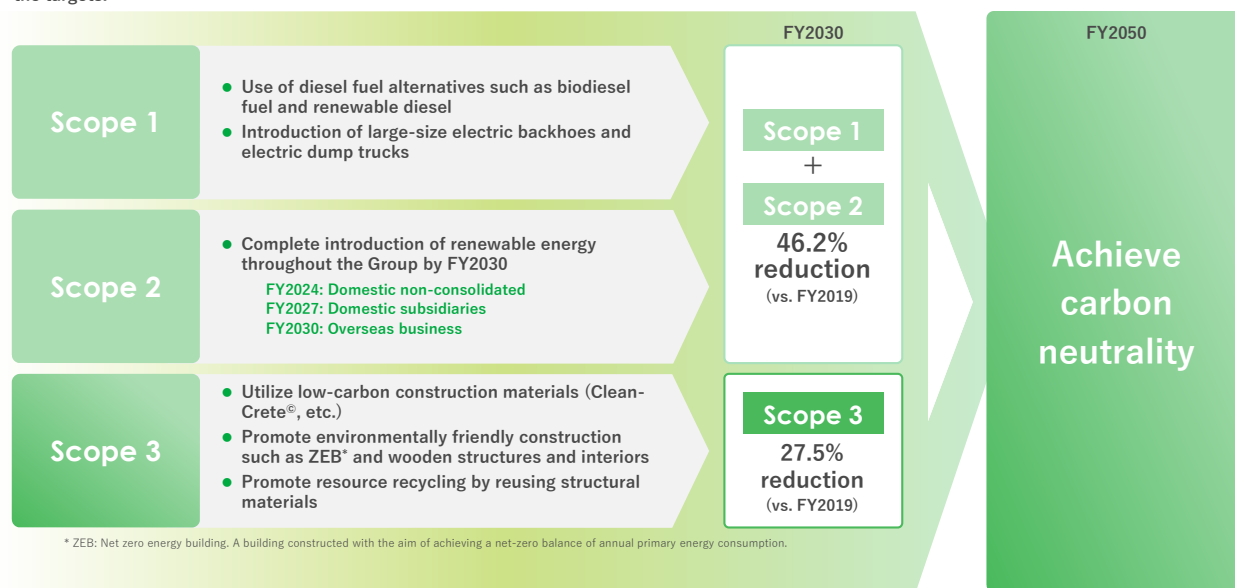 the targets.
FY2030
FY2050
Scope 1
● Use of diesel fuel alternatives such as biodiesel
fuel and renewable diesel
● Introduction of large-size electric backhoes and
electric dump trucks
Scope 2
● Complete introduction of renewable energy
throughout the Group by FY2030
FY2024: Domestic non-consolidated
FY2027: Domestic subsidiaries
FY2030: Overseas business
Scope 3
● Utilize low-carbon construction materials (Clean-
Crete©, etc.)
● Promote environmentally friendly construction
such as ZEB* and wooden structures and interiors
● Promote resource recycling by reusing structural
materials
Scope 1
+
Scope 2
46.2%
reduction
(vs. FY2019)
Scope 3
27.5%
reduction
(vs. FY2019)
Achieve
carbon
neutrality
* ZEB: Net zero energy building. A building constructed with the aim of achieving a net-zero balance of annual primary energy consumption.